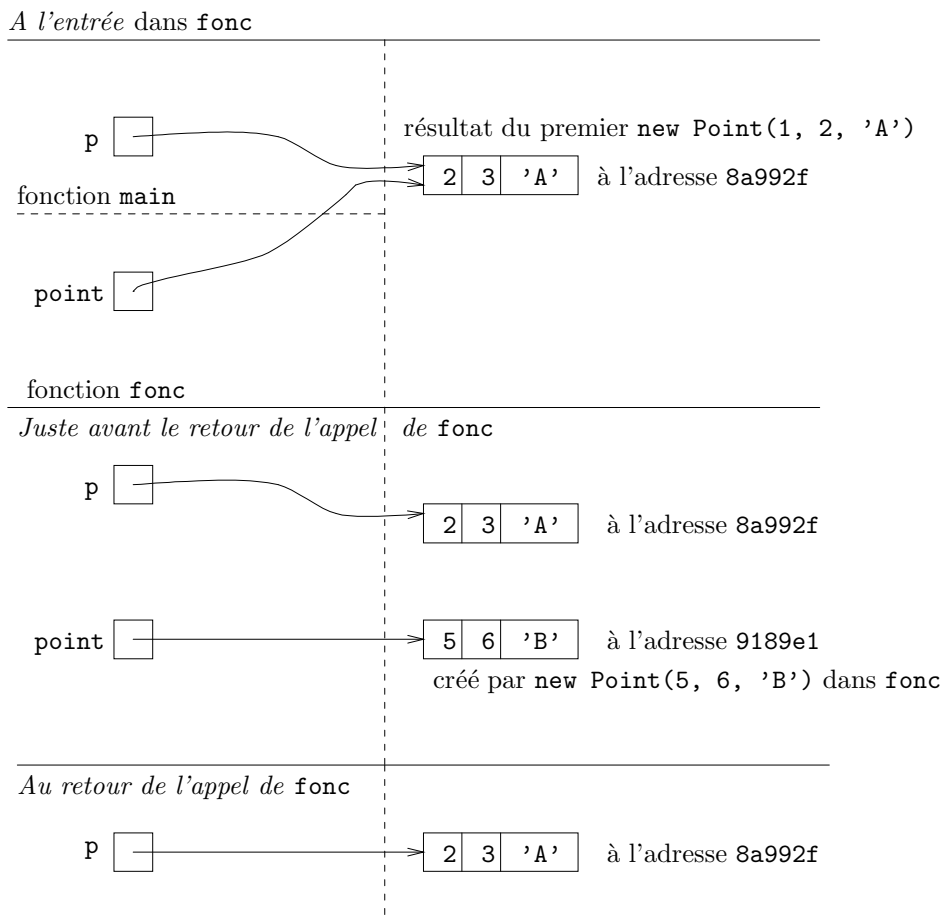 A l'entrée dans fonc
résultat du premier new Point(1, 2, ’A’)
p
2 3 ’A’ à l'adresse 8a992f
fonction main
point
fonction fonc
Juste avant le retour de l'appel de fonc
p
2 3 ’A’ à l'adresse 8a992f
point 5 6 ’B’ à l'adresse 9189e1
créé par new Point(5, 6, ’B’) dans fonc
Au retour de l'appel de fonc
p 2 3 ’A’ à l'adresse 8a992f